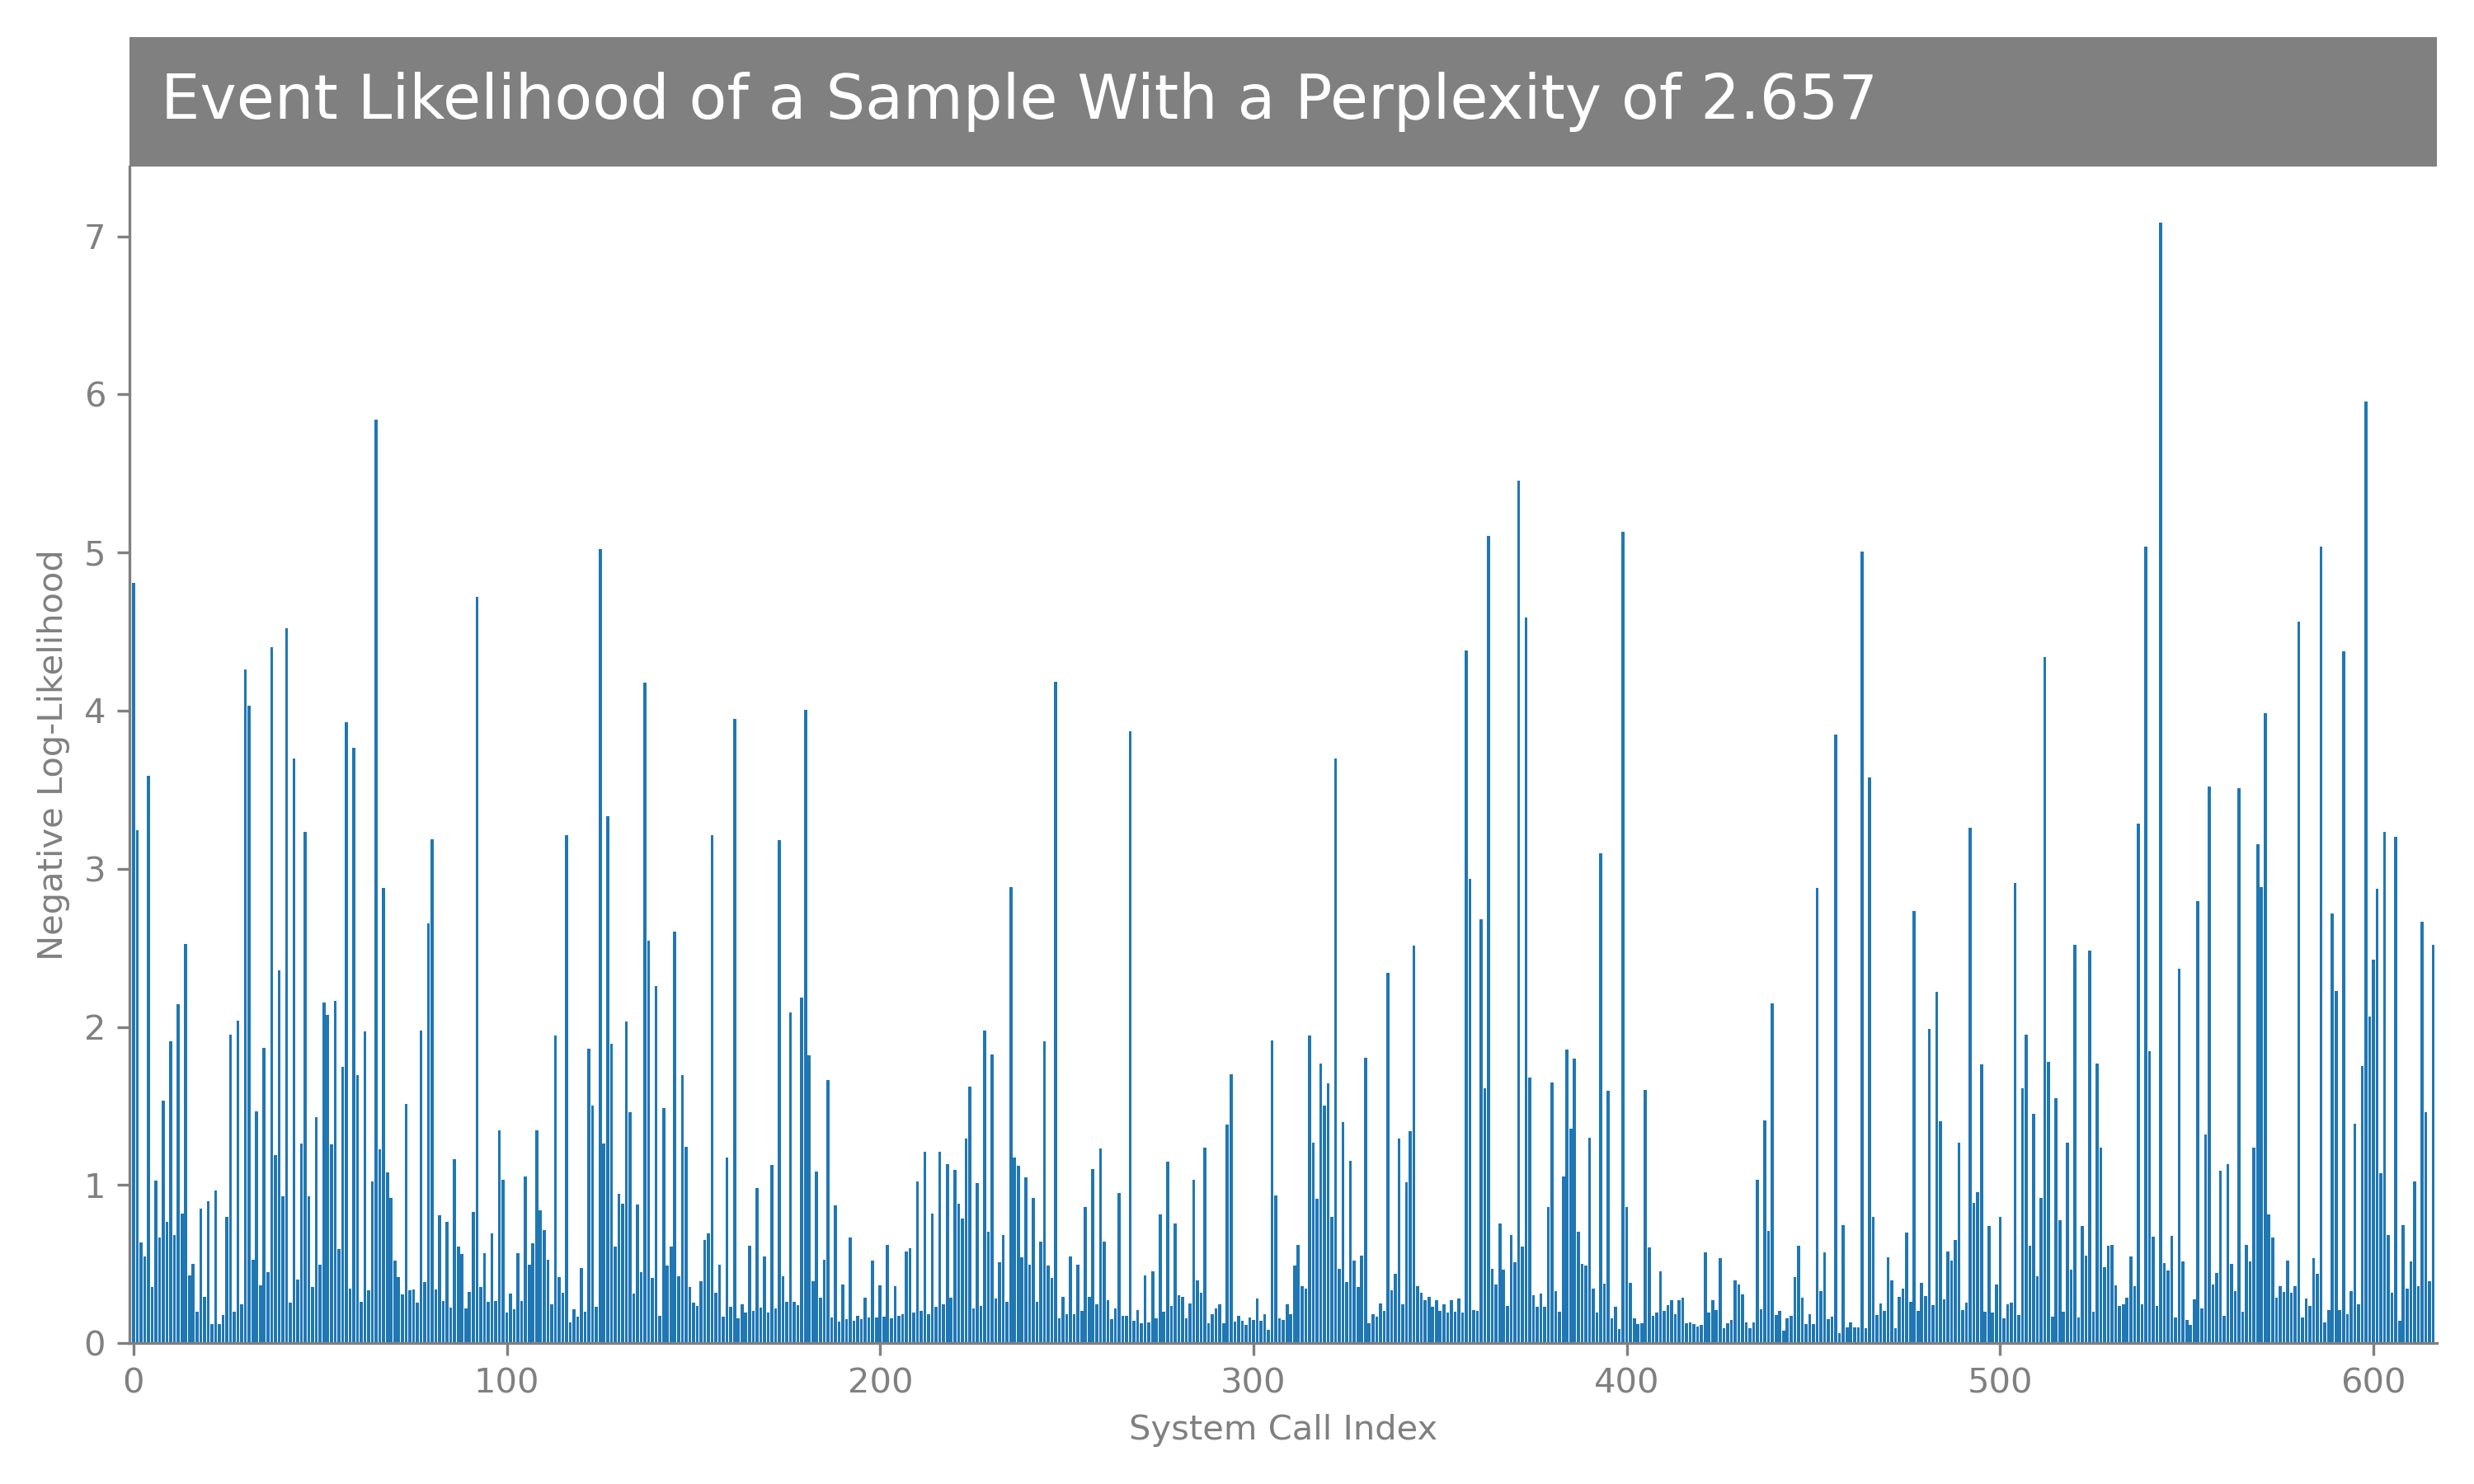 Event Likelihood of a Sample With a Perplexity of 2.657
7
6
5
4
3
2
1
0
Negative Log-Likelihood
0 100 200 300 400 500 600
System Call Index